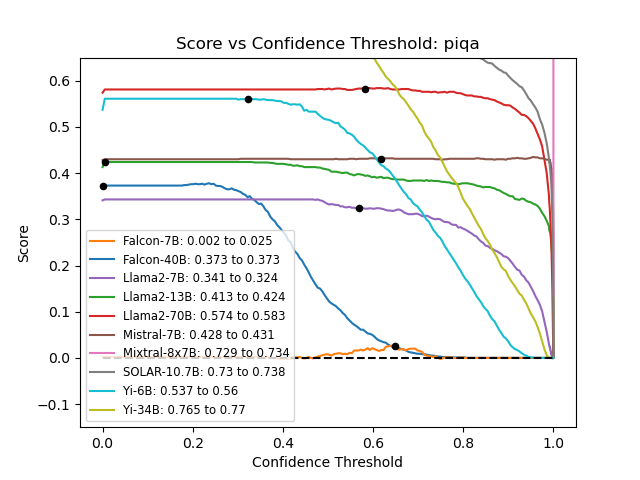 Score vs Confidence Threshold: piqa
Score
0.6
0.5
0.4
0.3
0.2
0.1
0.0
−0.1
Falcon-7B: 0.002 to 0.025
Falcon-40B: 0.373 to 0.373
Llama2-7B: 0.341 to 0.324
Llama2-13B: 0.413 to 0.424
Llama2-70B: 0.574 to 0.583
Mistral-7B: 0.428 to 0.431
Mixtral-8x7B: 0.729 to 0.734
SOLAR-10.7B: 0.73 to 0.738
Yi-6B: 0.537 to 0.56
Yi-34B: 0.765 to 0.77
0.0 0.2 0.4 0.6 0.8 1.0
Confidence Threshold